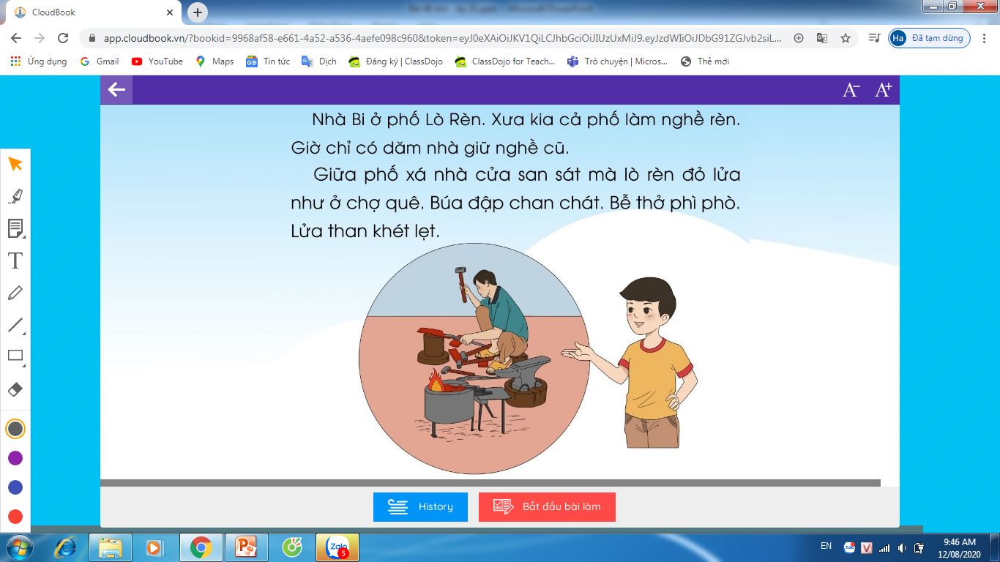 CloudBook
app.cloudbook.vn/?bookid=9968af58-e661-4a52-a536-4aefe098c960&token=eyJ0eXAiOiJKV1QiLCJhbGciOiJIUzUxMiJ9.eyJzdWIiOiJDbG91ZGJvb2siL...
Ha Đã tạm dừng
Ứng dụng Gmail YouTube Maps Tin tức Dịch Đăng ký | ClassDojo ClassDojo for Teach... Trò chuyện | Micros... Thẻ mới
A- A+
Nhà Bi ở phố Lò Rèn. Xưa kia cả phố làm nghề rèn.
Giờ chỉ có dăm nhà giữ nghề cũ.
Giữa phố xá nhà cửa san sát mà lò rèn đỏ lửa
như ở chợ quê. Búa đập chan chát. Bễ thở phì phò.
Lửa than khét lẹt.
T
History Bắt đầu bài làm
Zalo 5
EN
9:46 AM
12/08/2020